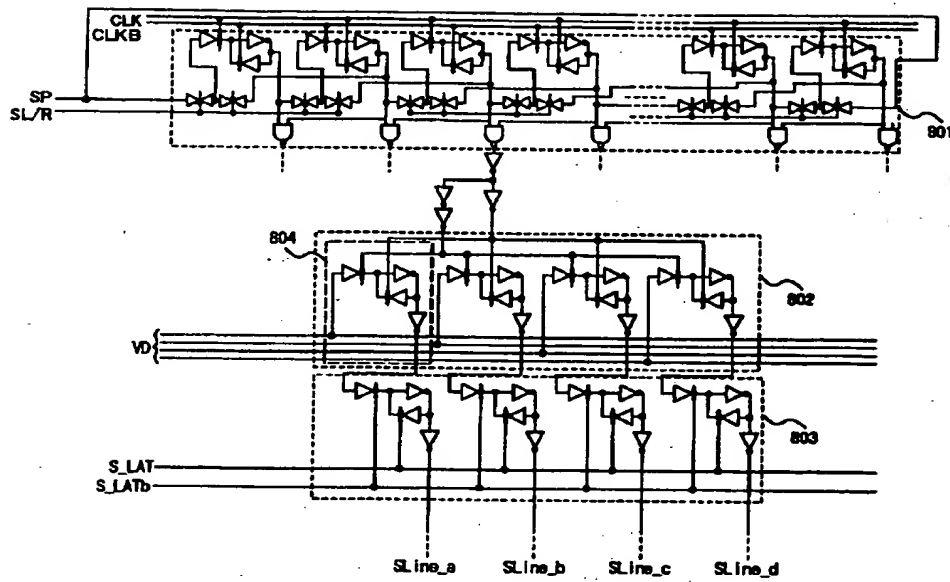 CLK
CLKB
SP
SL/R
801
804
802
VD
803
S_LAT
S_LATb
SLine_a SLine_b SLine_c SLine_d